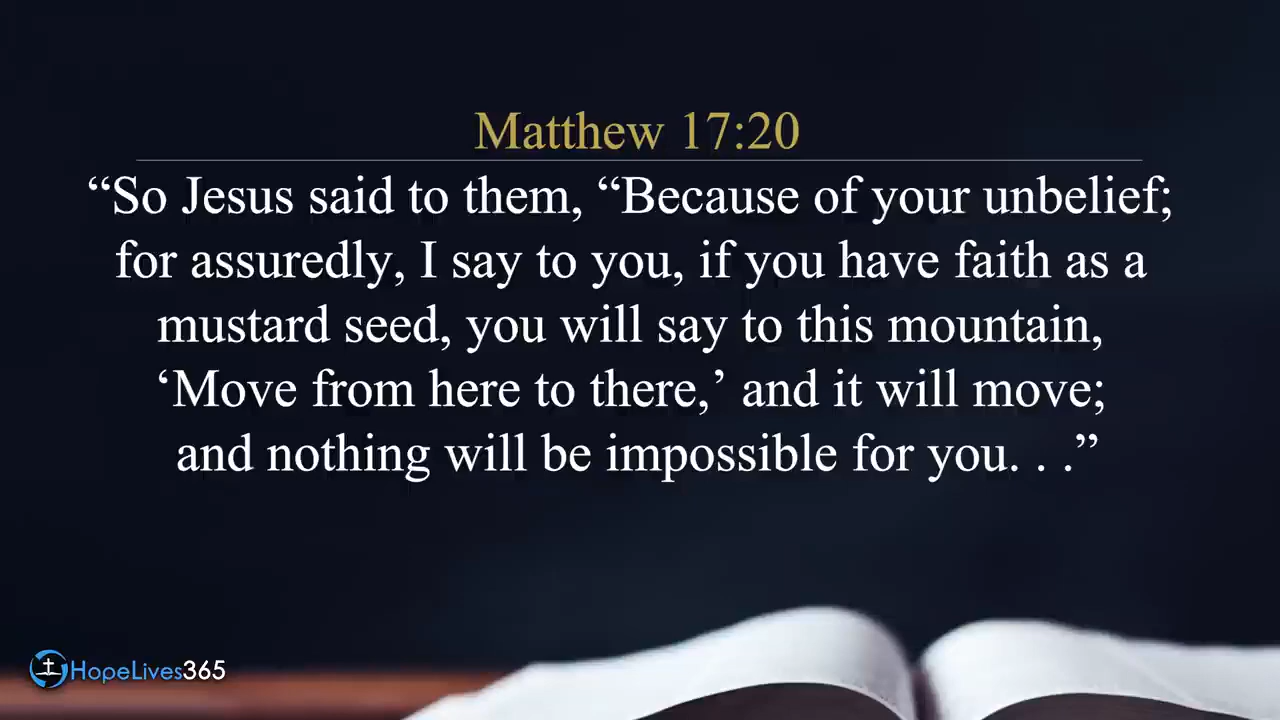 Matthew 17:20
“So Jesus said to them, “Because of your unbelief;
for assuredly, I say to you, if you have faith as a
mustard seed, you will say to this mountain,
‘Move from here to there,’ and it will move;
and nothing will be impossible for you. . .”
HopeLives365